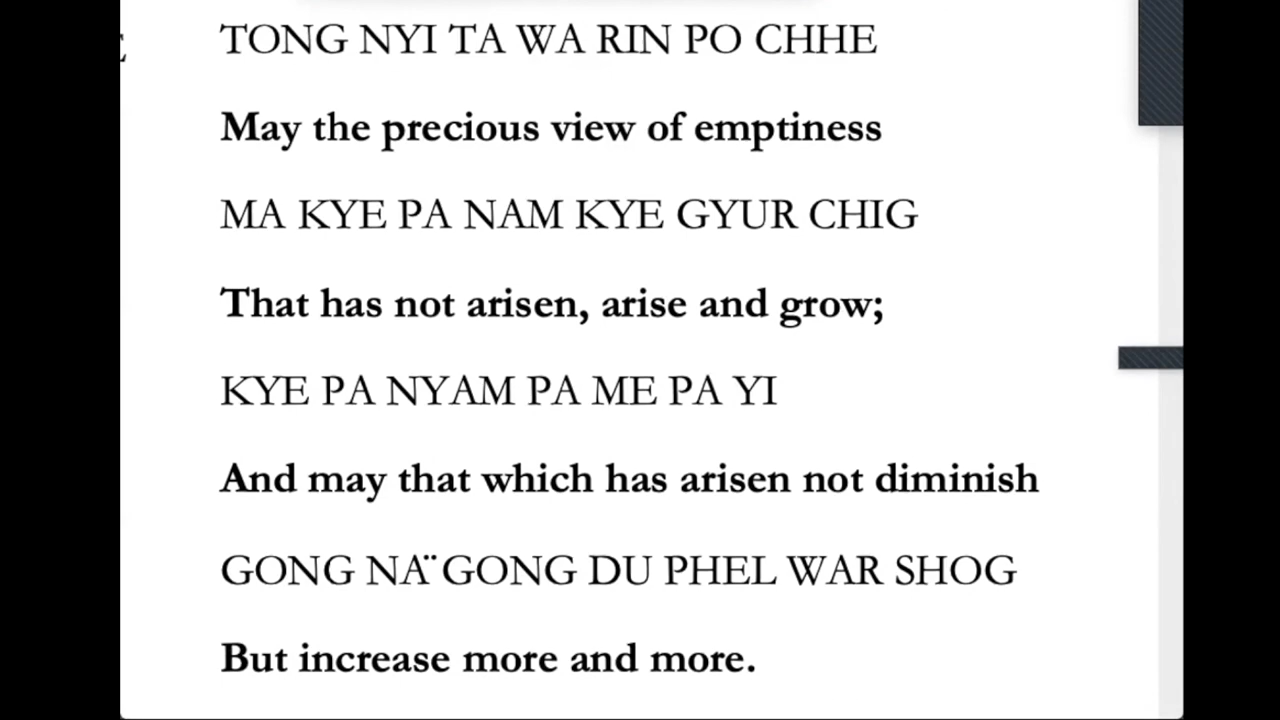 TONG NYI TA WA RIN PO CHHE
May the precious view of emptiness
MA KYE PA NAM KYE GYUR CHIG
That has not arisen, arise and grow;
KYE PA NYAM PA ME PA YI
And may that which has arisen not diminish
GONG NA¨ GONG DU PHEL WAR SHOG
But increase more and more.